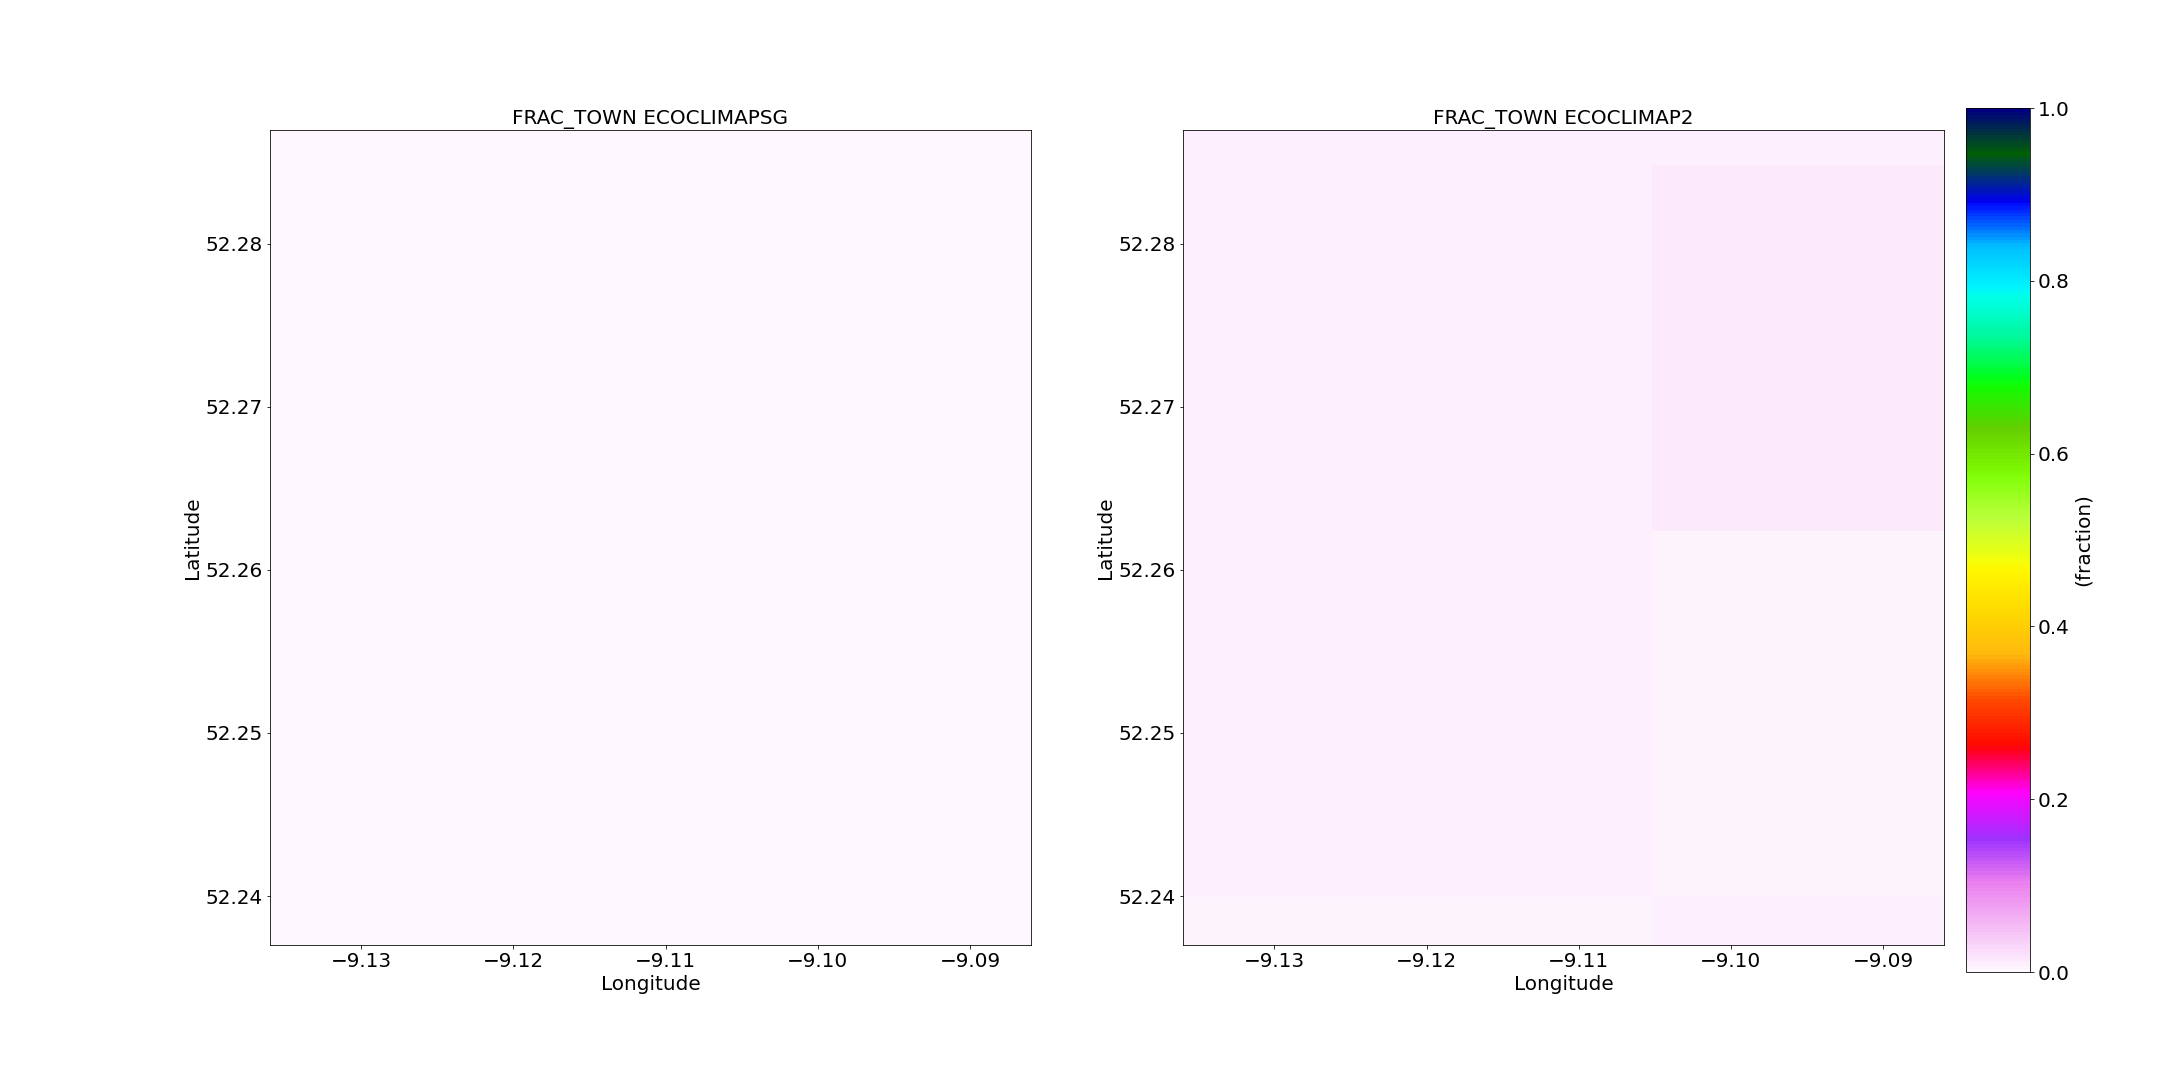 FRAC_TOWN ECOCLIMAPSG
52.28
52.27
52.26
52.25
52.24
Latitude
−9.13 −9.12 −9.11 −9.10 −9.09
Longitude
FRAC_TOWN ECOCLIMAP2
52.28
52.27
52.26
52.25
52.24
Latitude
−9.13 −9.12 −9.11 −9.10 −9.09
Longitude
1.0
0.8
0.6
0.4
0.2
0.0
(fraction)